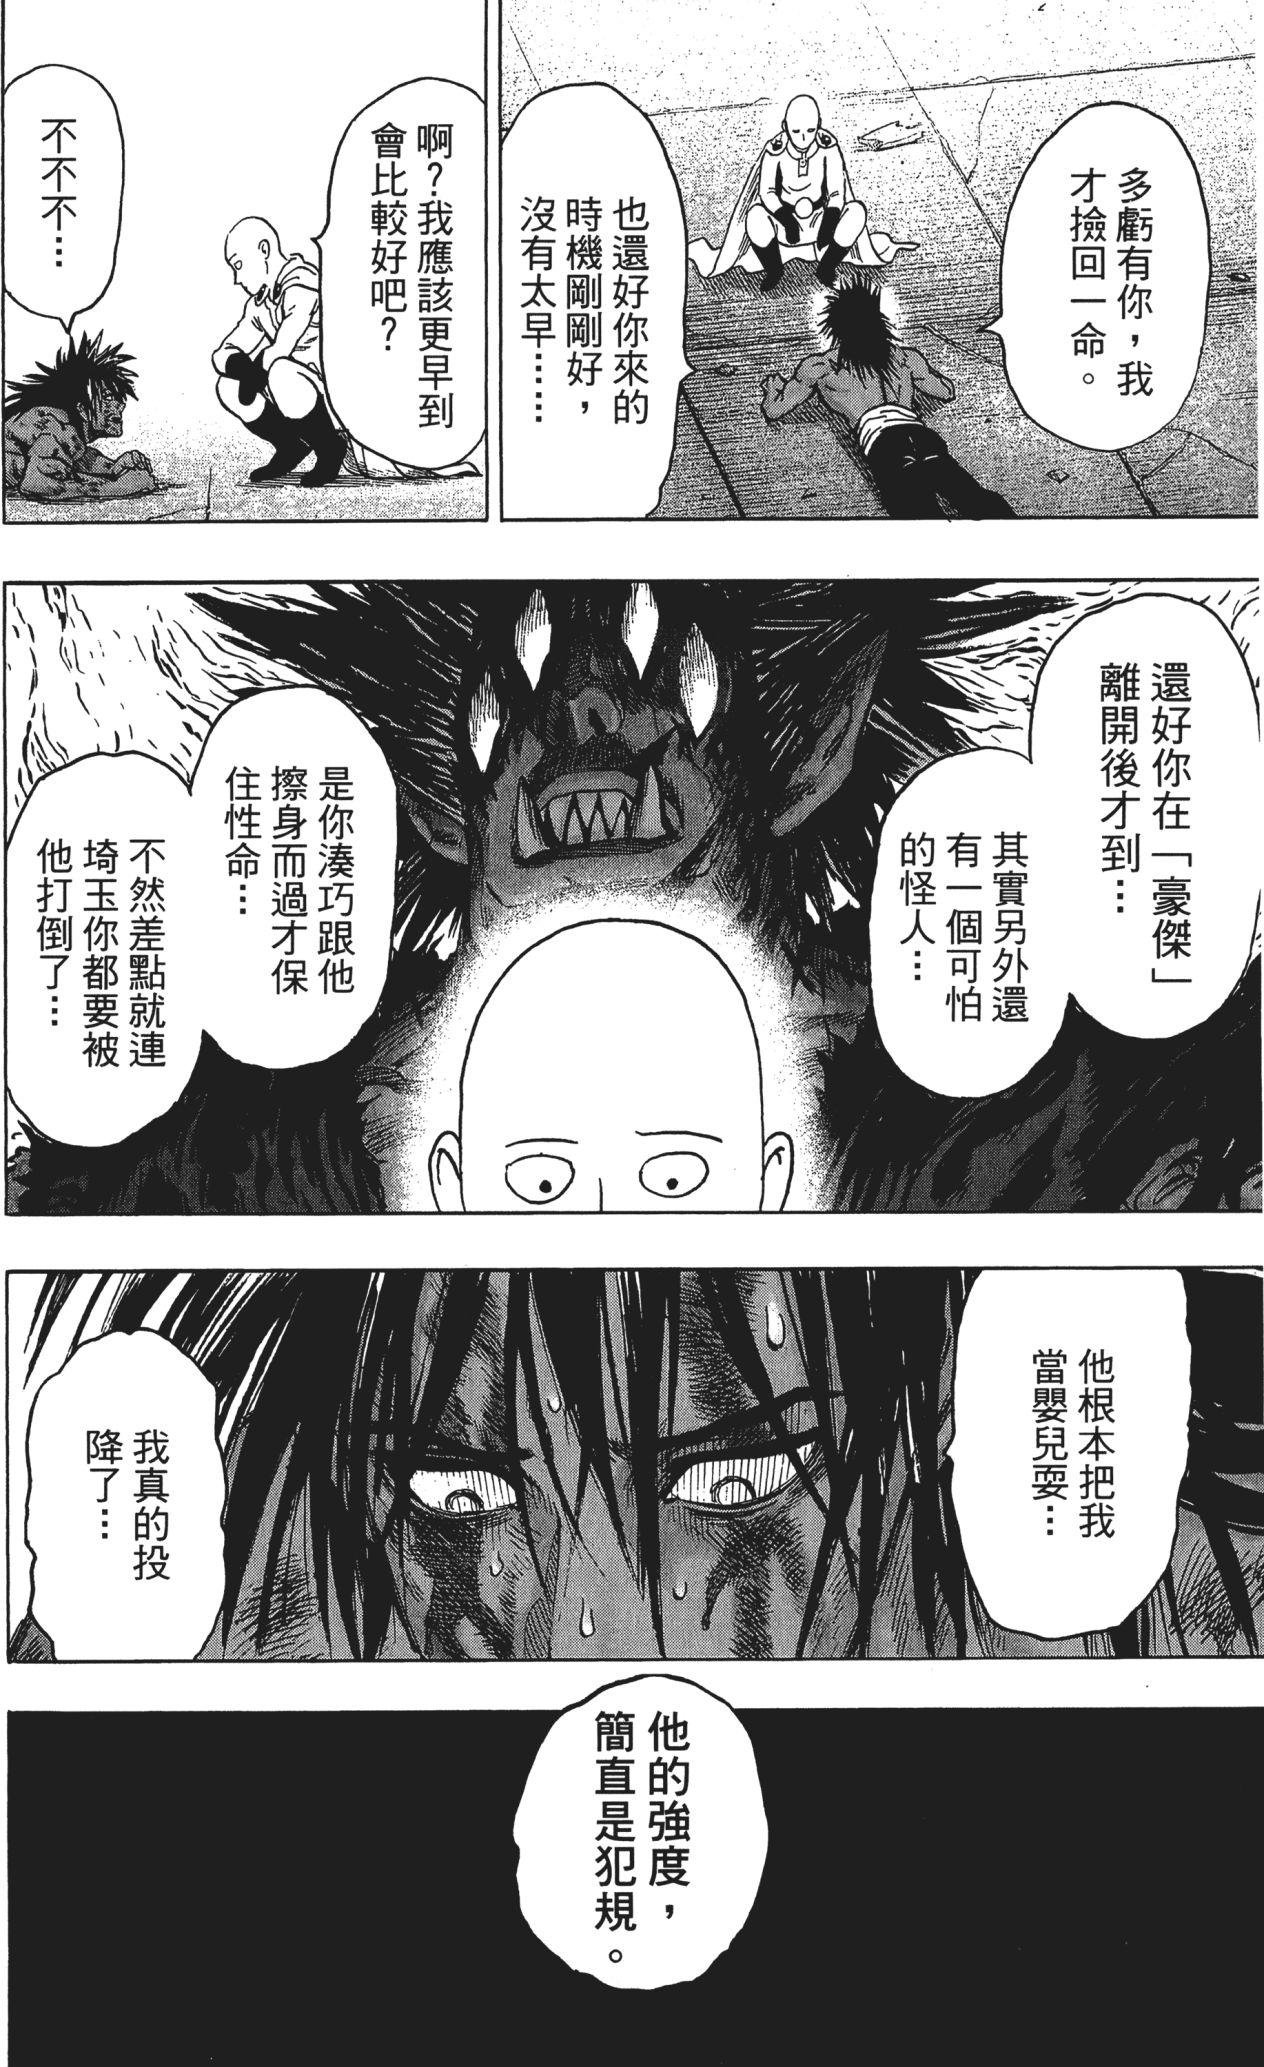 多虧有你，我
才撿回一命。
也還好你來的
時機剛剛好，
沒有太早……
啊？我應該更早到
會比較好吧？
不不不…
還好你在「豪傑」
離開後才到…
其實另外還
有一個可怕
的怪人…
是你湊巧跟他
擦身而過才保
住性命…
不然差點就連
埼玉你都要被
他打倒了…
他根本把我
當嬰兒耍…
我真的投
降了…
他的強度，
簡直是犯規。